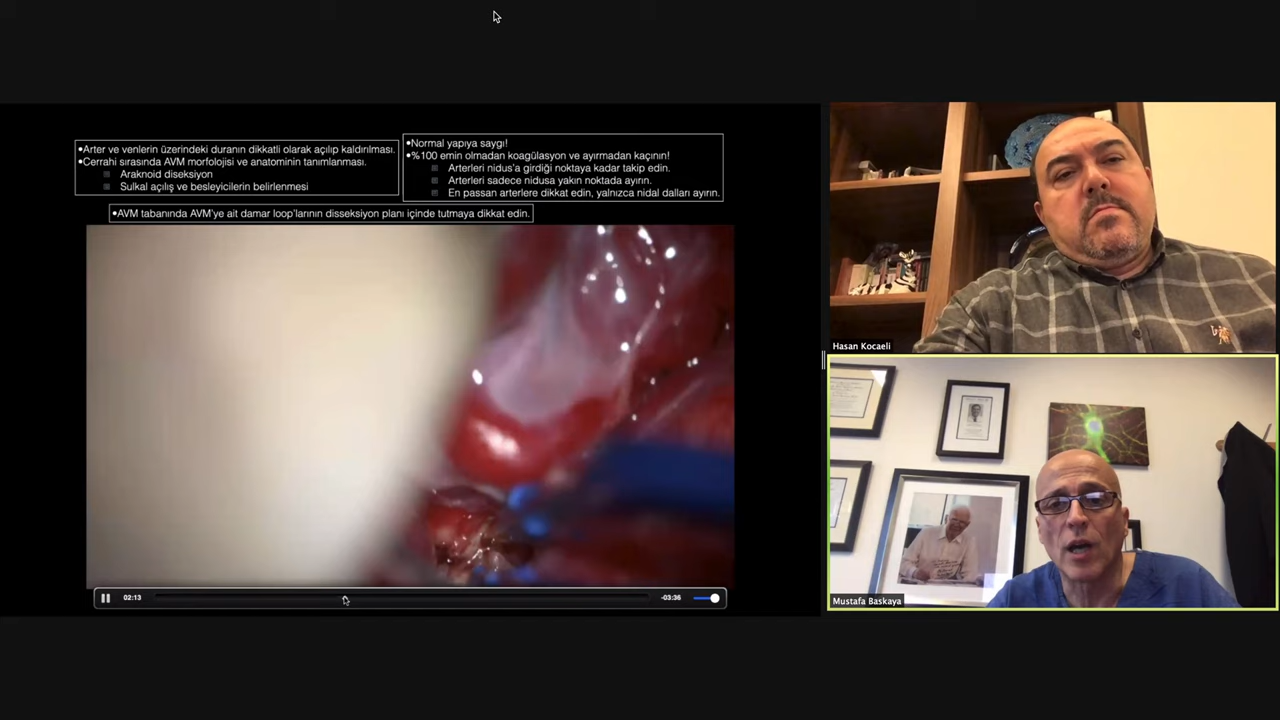 •Arter ve venlerin üzerindeki duranın dikkatli olarak açılıp kaldırılması.
•Cerrahi sırasında AVM morfolojisi ve anatominin tanımlanması.
Araknoid diseksiyon
Sulkal açılış ve besleyicilerin belirlenmesi
•Normal yapıya saygı!
•%100 emin olmadan koagülasyon ve ayırmadan kaçının!
Arterleri nidus'a girdiği noktaya kadar takip edin.
Arterleri sadece nidusa yakın noktada ayırın.
En passan arterlere dikkat edin, yalnızca nidal dalları ayırın.
•AVM tabanında AVM'ye ait damar loop'larının disseksiyon planı içinde tutmaya dikkat edin.
02:13
-03:36
Hasan Kocaeli
Mustafa Baskaya